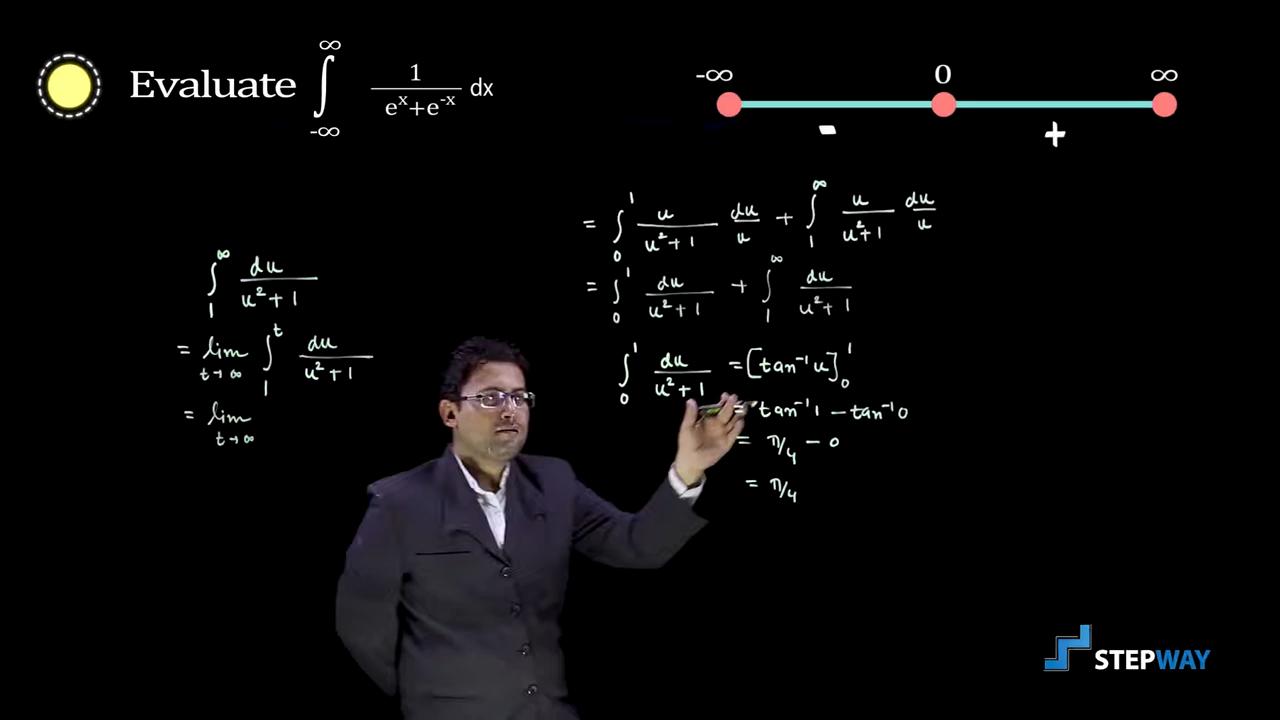 Evaluate ∫_{-∞}^{∞} 1/(e^x+e^{-x}) dx
-∞ 0 ∞
- +
= ∫_0^1 u/(u²+1) du/u + ∫_1^∞ u/(u²+1) du/u
= ∫_0^1 du/(u²+1) + ∫_1^∞ du/(u²+1)
∫_0^1 du/(u²+1) = [tan⁻¹ u]_0^1
= tan⁻¹1 - tan⁻¹0
= π/4 - 0
= π/4
∫_1^∞ du/(u²+1)
= lim_{t→∞} ∫_1^t du/(u²+1)
= lim_{t→∞}
STEPWAY